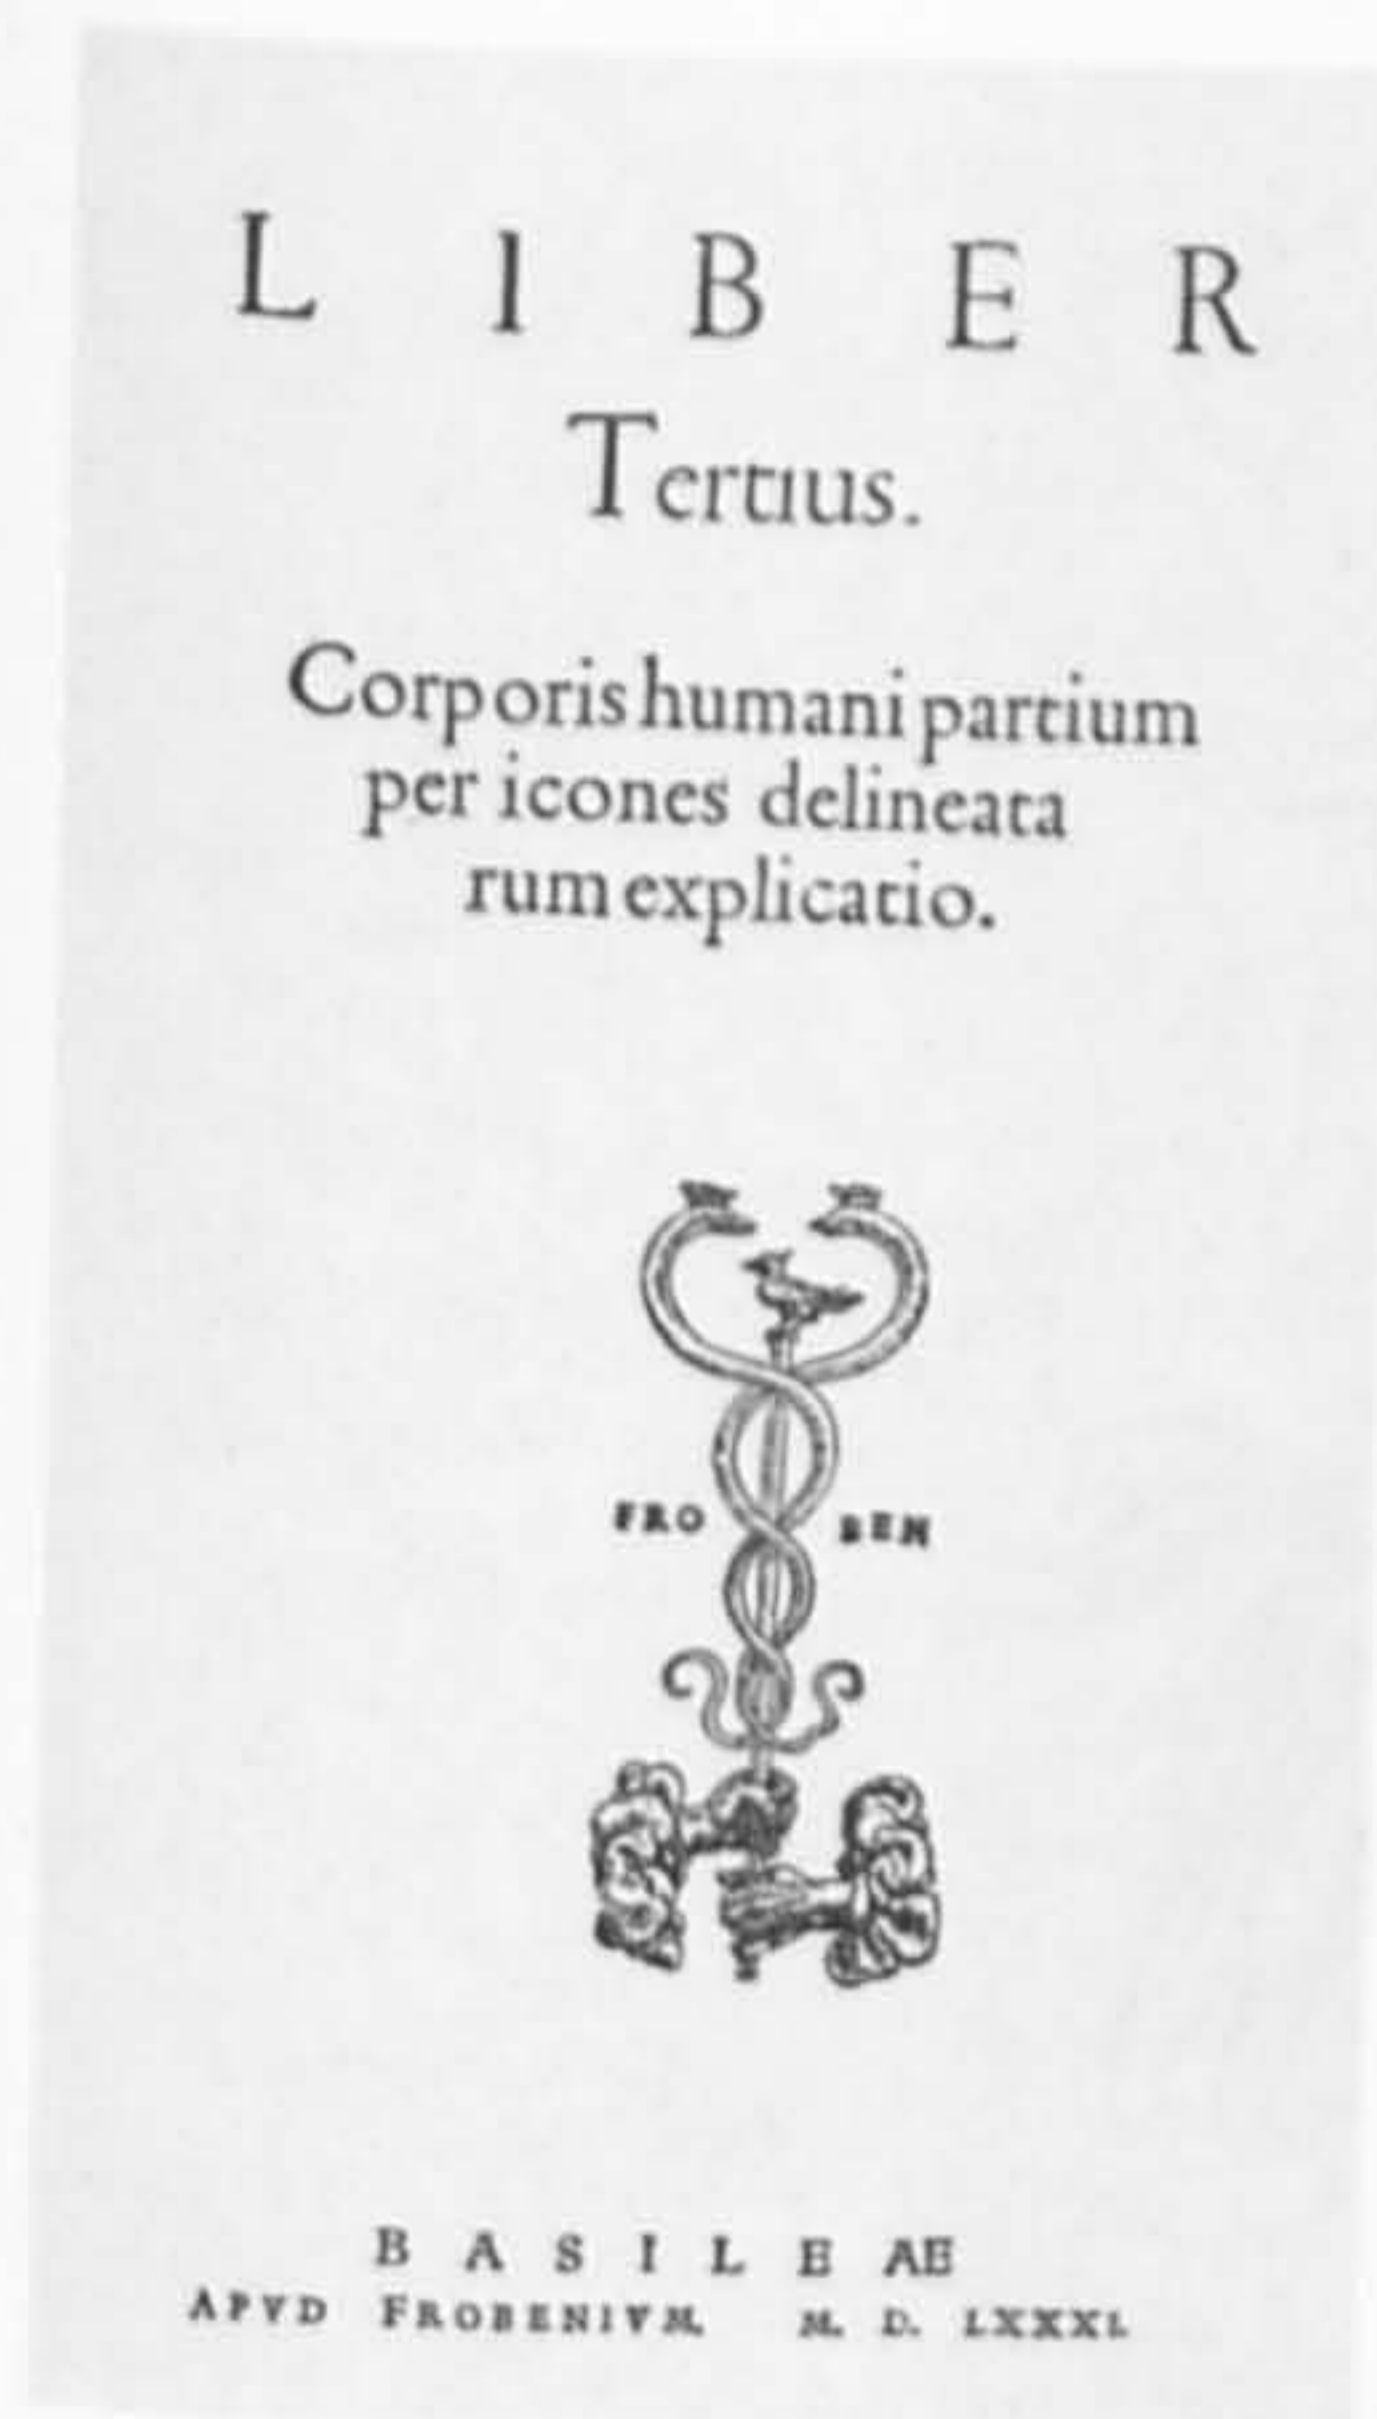 L I B E R
Tertius.
Corporis humani partium
per icones delineata
rum explicatio.
FRO BEN
B A S I L E AE
APVD FROBENIVM. M. D. LXXXI.